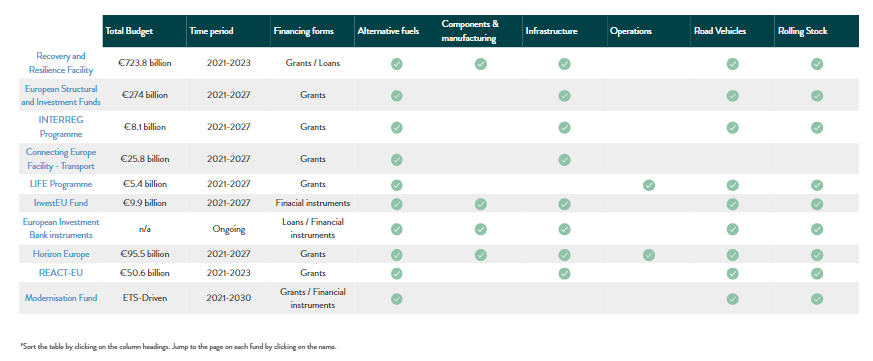 Total Budget Time period Financing forms Alternative fuels Components & manufacturing Infrastructure Operations Road Vehicles Rolling Stock
Recovery and
Resilience Facility €723.8 billion 2021-2023 Grants / Loans
European Structural
and Investment Funds €274 billion 2021-2027 Grants
INTERREG
Programme €8.1 billion 2021-2027 Grants
Connecting Europe
Facility - Transport €25.8 billion 2021-2027 Grants
LIFE Programme €5.4 billion 2021-2027 Grants
InvestEU Fund €9.9 billion 2021-2027 Finacial instruments
European Investment
Bank instruments n/a Ongoing Loans / Financial
instruments
Horizon Europe €95.5 billion 2021-2027 Grants
REACT-EU €50.6 billion 2021-2023 Grants
Modernisation Fund ETS-Driven 2021-2030 Grants / Financial
instruments
*Sort the table by clicking on the column headings. Jump to the page on each fund by clicking on the name.